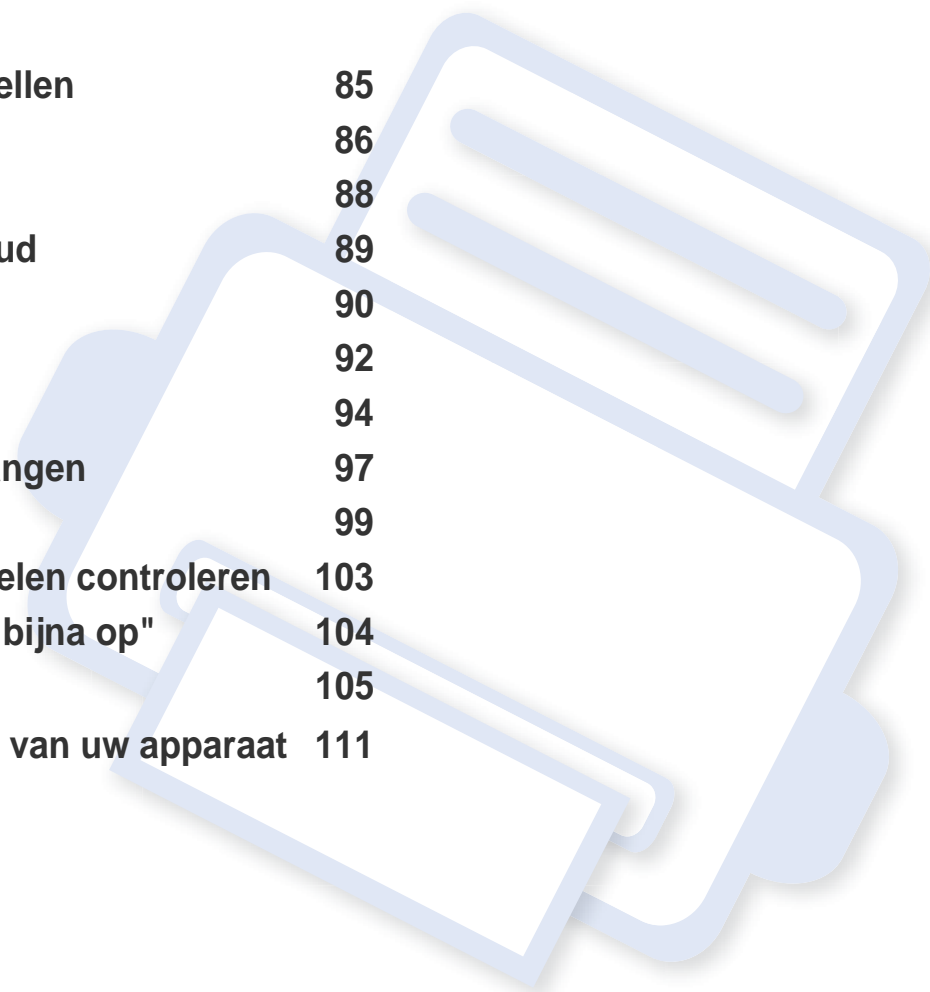 ellen 85
86
88
ud 89
90
92
94
ngen 97
99
elen controleren 103
bijna op" 104
105
van uw apparaat 111